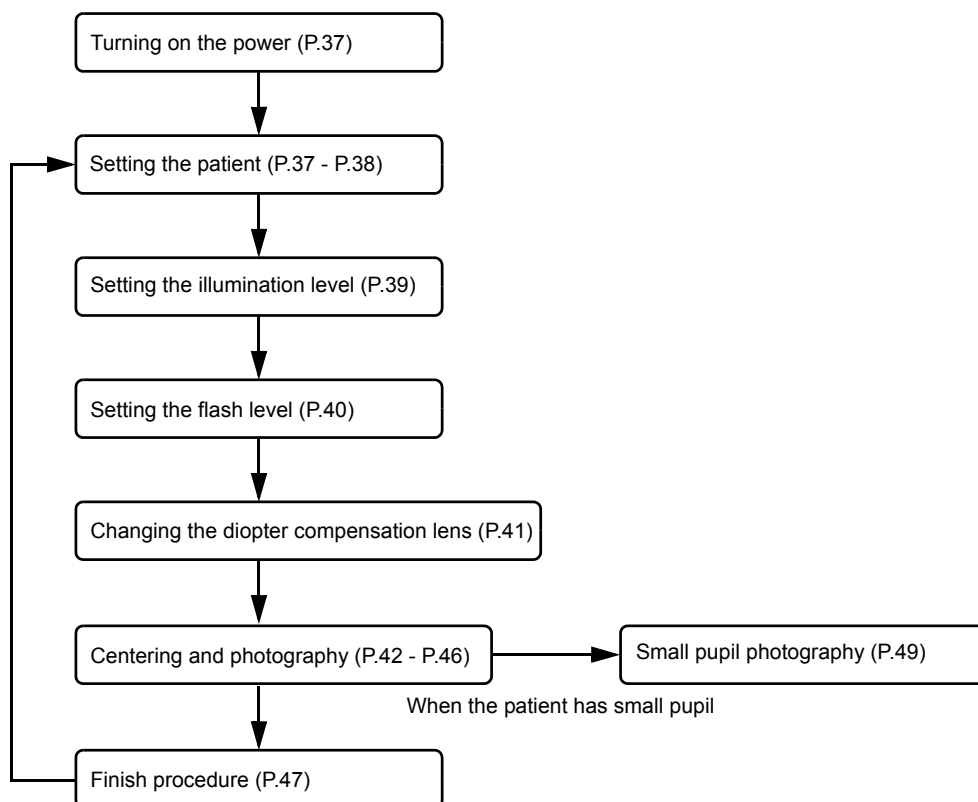 Turning on the power (P.37)
Setting the patient (P.37 - P.38)
Setting the illumination level (P.39)
Setting the flash level (P.40)
Changing the diopter compensation lens (P.41)
Centering and photography (P.42 - P.46)
Small pupil photography (P.49)
When the patient has small pupil
Finish procedure (P.47)